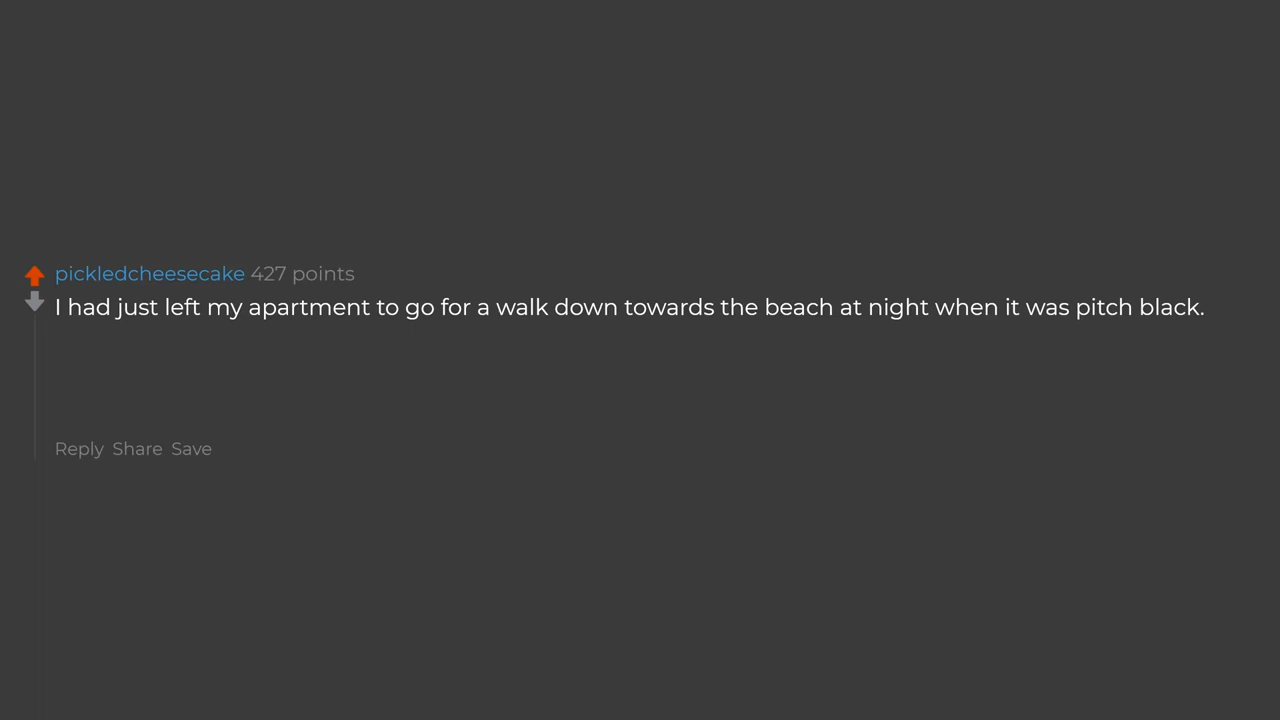 pickledcheesecake 427 points
I had just left my apartment to go for a walk down towards the beach at night when it was pitch black.
Reply Share Save